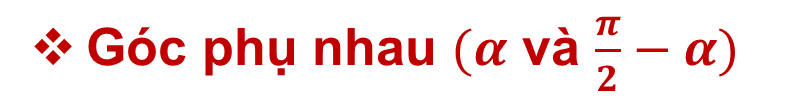 ❖ Góc phụ nhau (𝜶 và 𝝅/𝟐 − 𝜶)